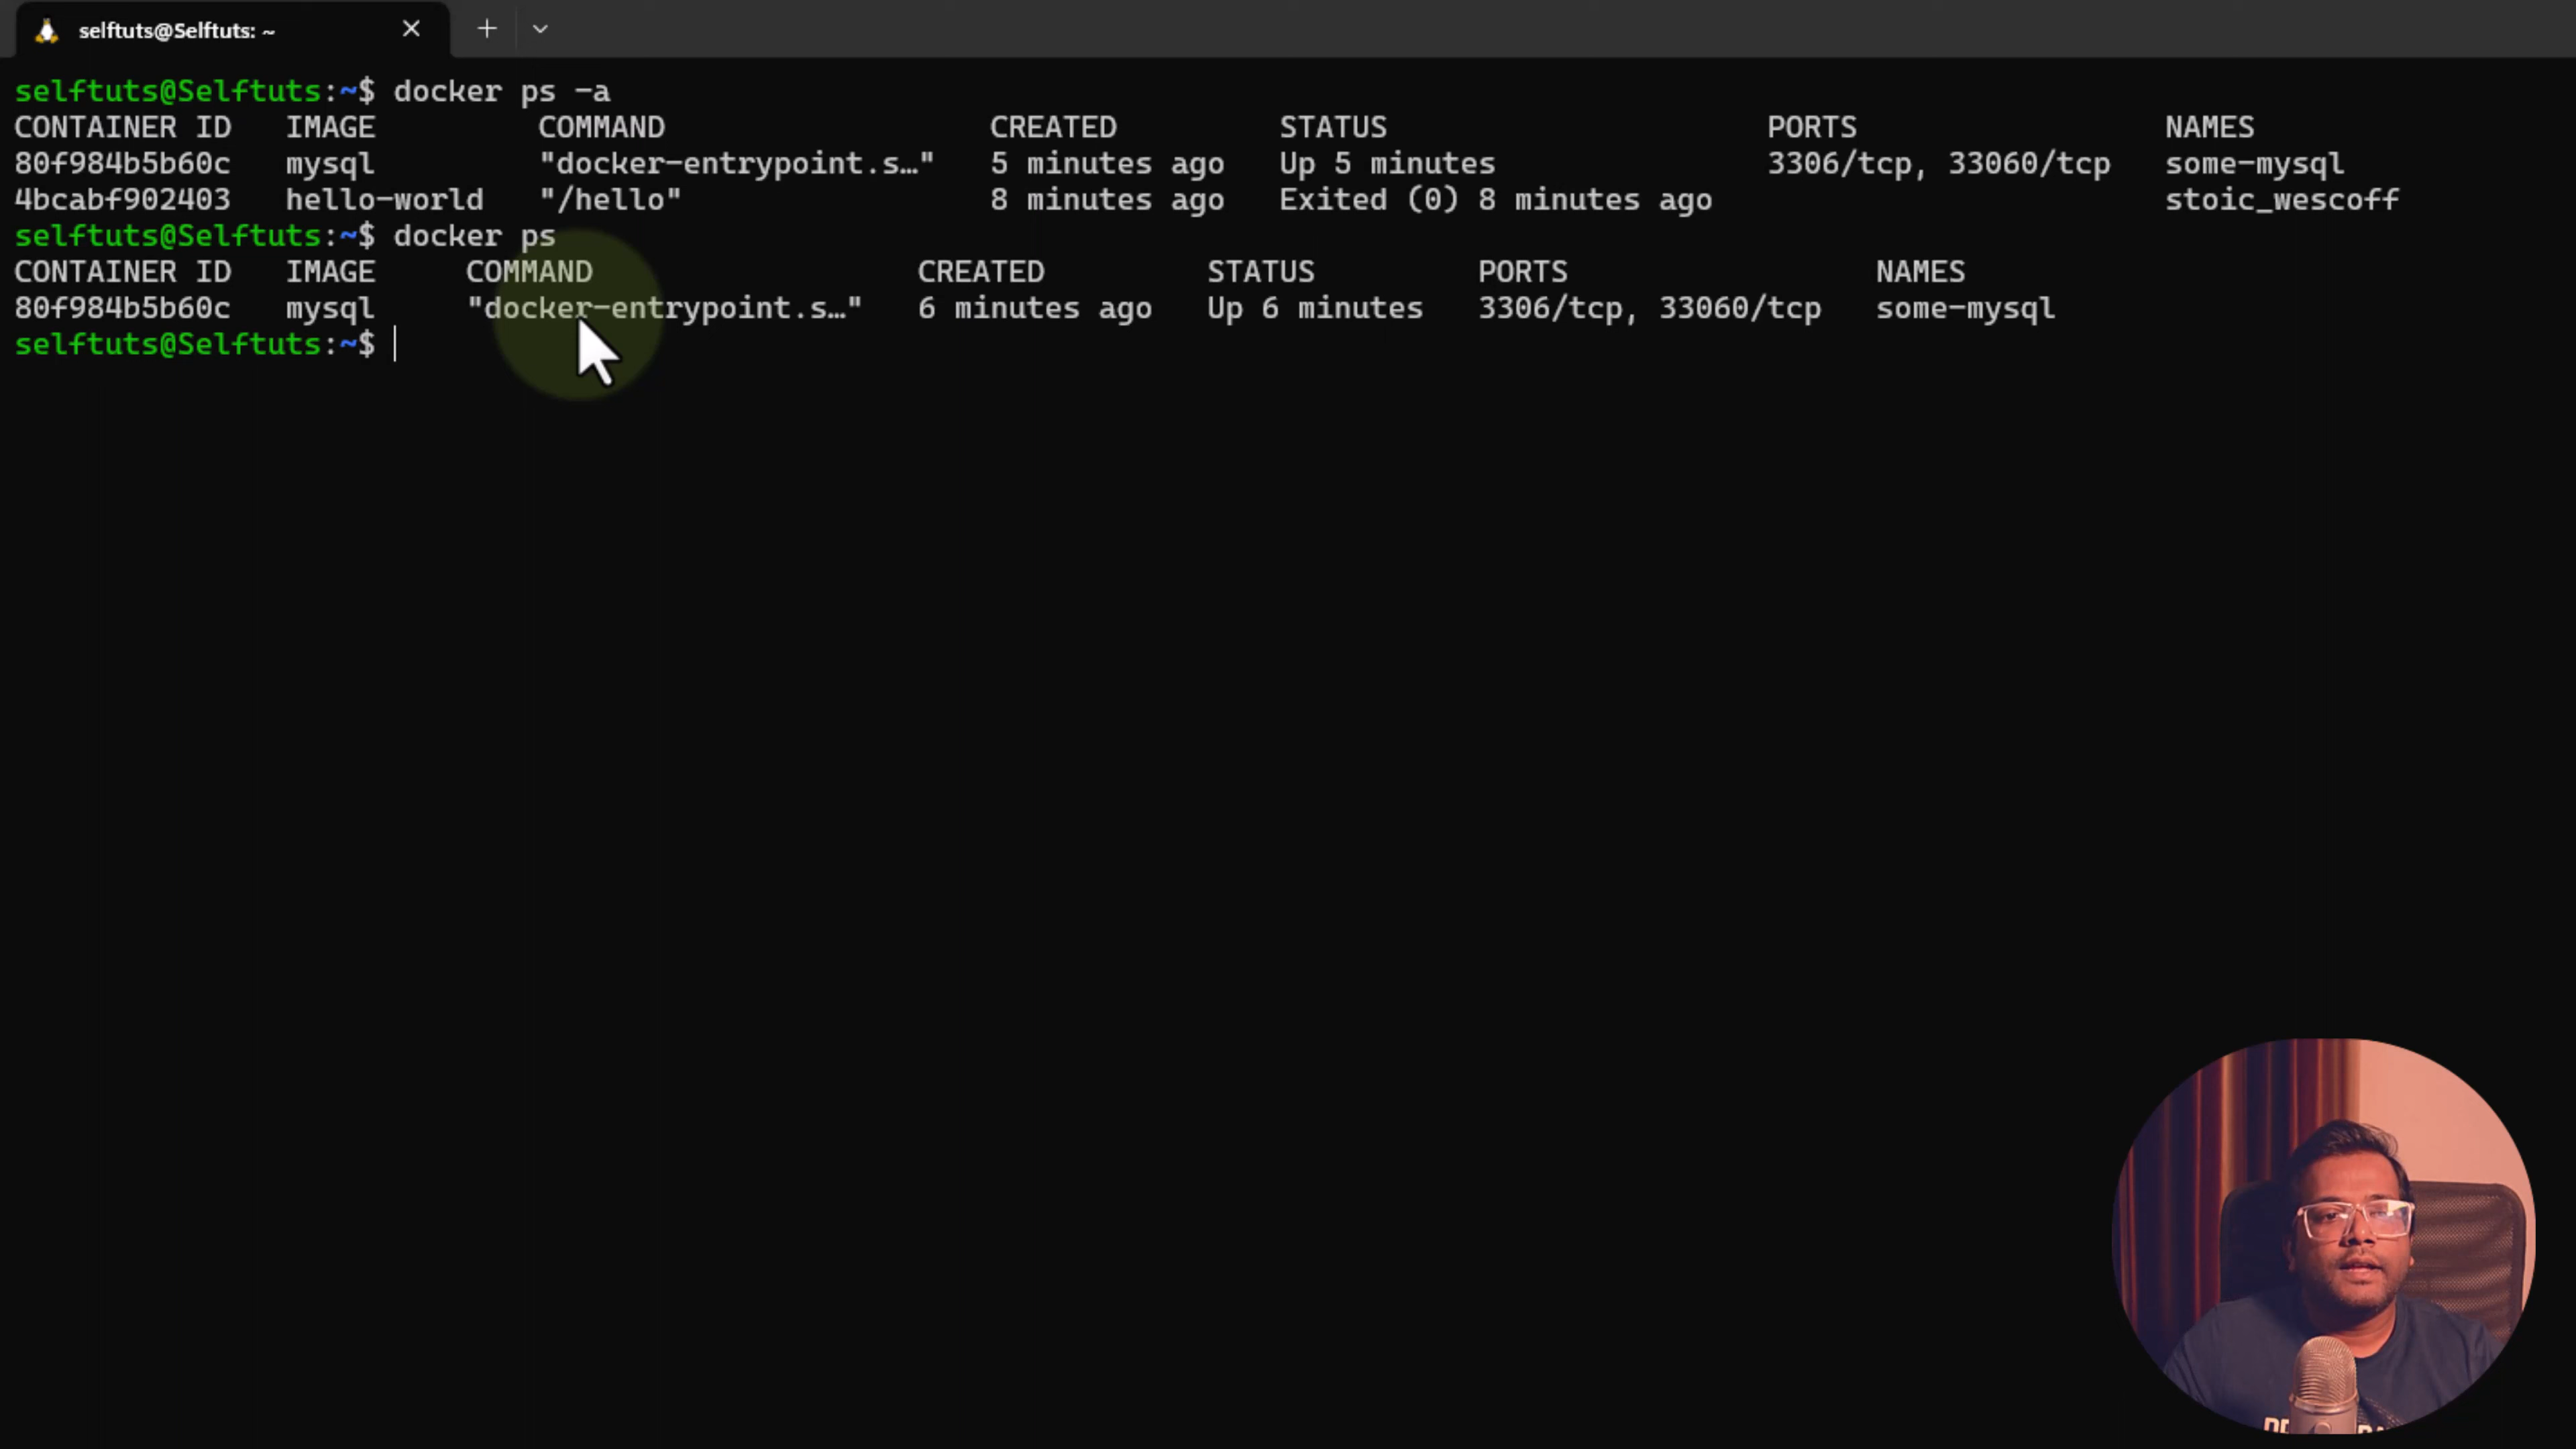 selftuts@Selftuts: ~
selftuts@Selftuts:~$ docker ps -a
CONTAINER ID IMAGE COMMAND CREATED STATUS PORTS NAMES
80f984b5b60c mysql "docker-entrypoint.s…" 5 minutes ago Up 5 minutes 3306/tcp, 33060/tcp some-mysql
4bcabf902403 hello-world "/hello" 8 minutes ago Exited (0) 8 minutes ago stoic_wescoff
selftuts@Selftuts:~$ docker ps
CONTAINER ID IMAGE COMMAND CREATED STATUS PORTS NAMES
80f984b5b60c mysql "docker-entrypoint.s…" 6 minutes ago Up 6 minutes 3306/tcp, 33060/tcp some-mysql
selftuts@Selftuts:~$